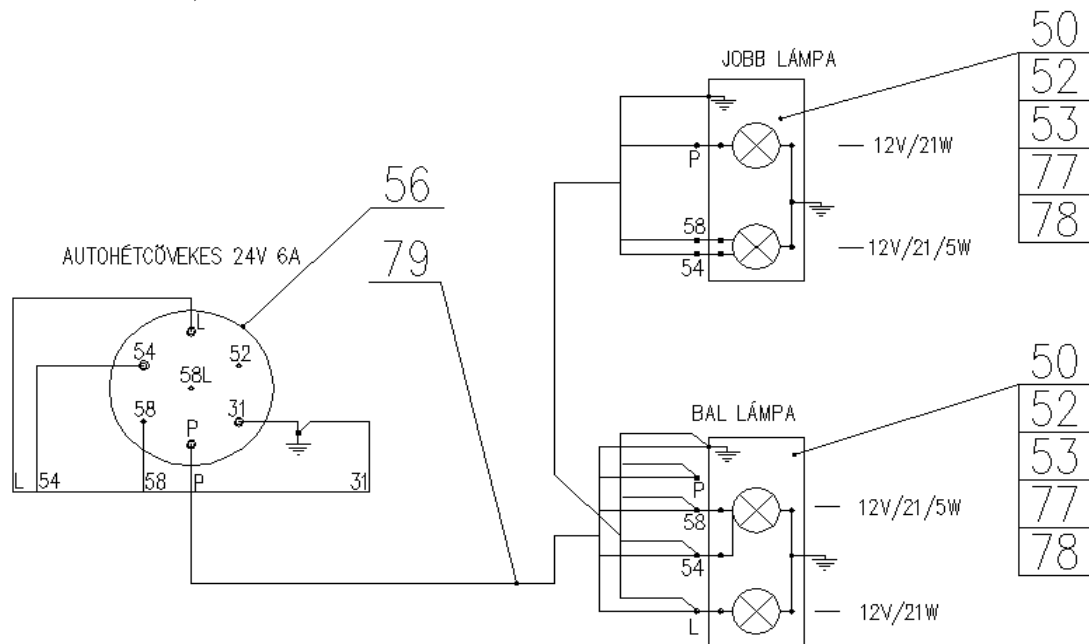 50
52
53
77
78
JOBB LÁMPA
P
12V/21W
58
54
12V/21/5W
56
79
AUTOHÉTCÖVEKES 24V 6A
L
54
52
58L
58
31
P
L
54
58
P
31
50
52
53
77
78
BAL LÁMPA
P
58
12V/21/5W
54
L
12V/21W